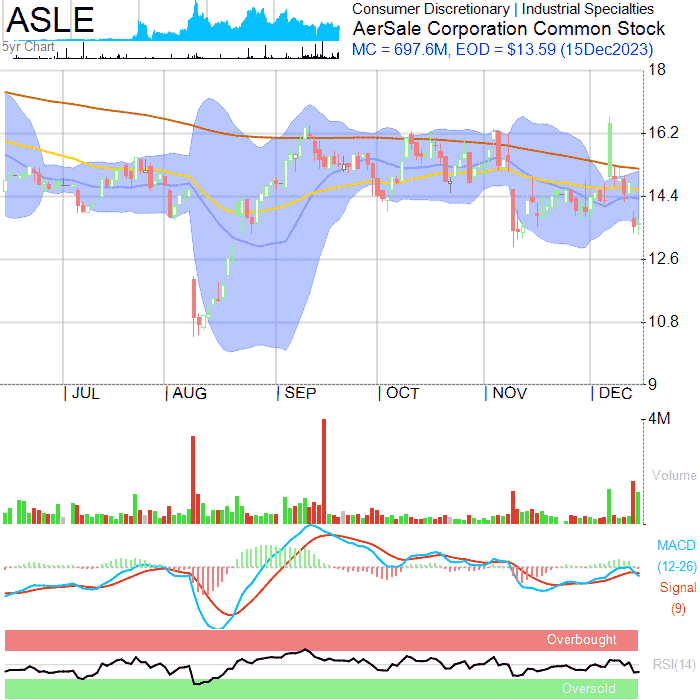 ASLE
Consumer Discretionary | Industrial Specialties
AerSale Corporation Common Stock
MC = 697.6M, EOD = $13.59 (15Dec2023)
5yr Chart
18
16.2
14.4
12.6
10.8
9
| JUL | AUG | SEP | OCT | NOV | DEC
4M
Volume
MACD
(12-26)
Signal
(9)
Overbought
RSI(14)
Oversold